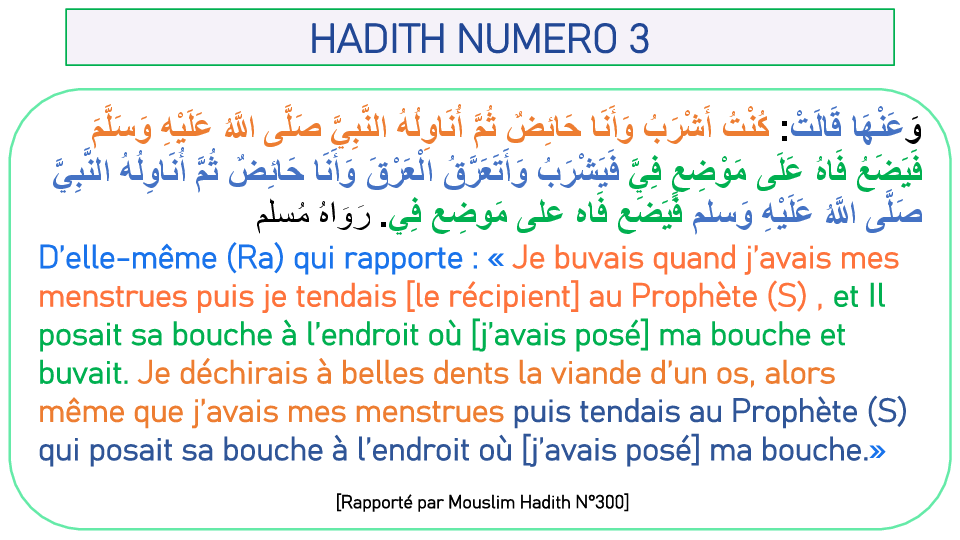 HADITH NUMERO 3
وَعَنْهَا قَالَتْ: كُنْتُ أَشْرَبُ وَأَنَا حَائِضٌ ثُمَّ أُنَاوِلُهُ النَّبِيَّ صَلَّى اللَّهُ عَلَيْهِ وَسَلَّمَ
فَيَضَعُ فَاهُ عَلَى مَوْضِعِ فِيَّ فَيَشْرَبُ وَأَتَعَرَّقُ الْعَرْقَ وَأَنَا حَائِضٌ ثُمَّ أُنَاوِلُهُ النَّبِيَّ
صَلَّى اللَّهُ عَلَيْهِ وَسلم فَيَضَع فَاه على مَوضِع فِي. رَوَاهُ مُسلم
D'elle-même (Ra) qui rapporte : « Je buvais quand j'avais mes
menstrues puis je tendais [le récipient] au Prophète (S) , et Il
posait sa bouche à l'endroit où [j'avais posé] ma bouche et
buvait. Je déchirais à belles dents la viande d'un os, alors
même que j'avais mes menstrues puis tendais au Prophète (S)
qui posait sa bouche à l'endroit où [j'avais posé] ma bouche.»
[Rapporté par Mouslim Hadith N°300]